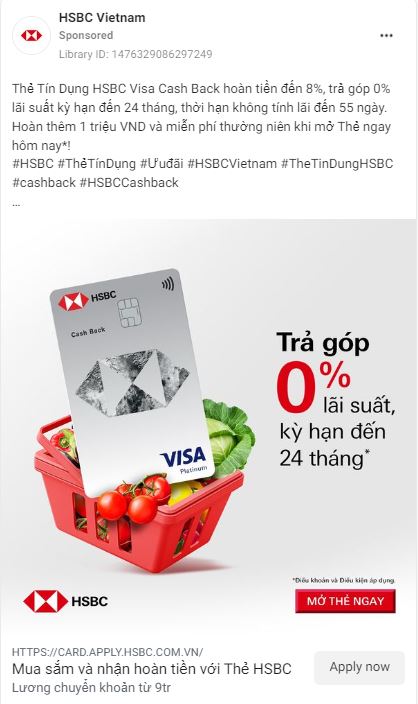 HSBC Vietnam
Sponsored
Library ID: 1476329086297249
Thẻ Tín Dụng HSBC Visa Cash Back hoàn tiền đến 8%, trả góp 0%
lãi suất kỳ hạn đến 24 tháng, thời hạn không tính lãi đến 55 ngày.
Hoàn thêm 1 triệu VND và miễn phí thường niên khi mở Thẻ ngay
hôm nay*!
#HSBC #ThẻTínDụng #Ưuđãi #HSBCVietnam #TheTinDungHSBC
#cashback #HSBCCashback
...
HSBC
Cash Back
VISA
Platinum
Trả góp
0%
lãi suất,
kỳ hạn đến
24 tháng*
*Điều khoản và Điều kiện áp dụng.
HSBC
MỞ THẺ NGAY
HTTPS://CARD.APPLY.HSBC.COM.VN/
Mua sắm và nhận hoàn tiền với Thẻ HSBC
Lương chuyển khoản từ 9tr
Apply now